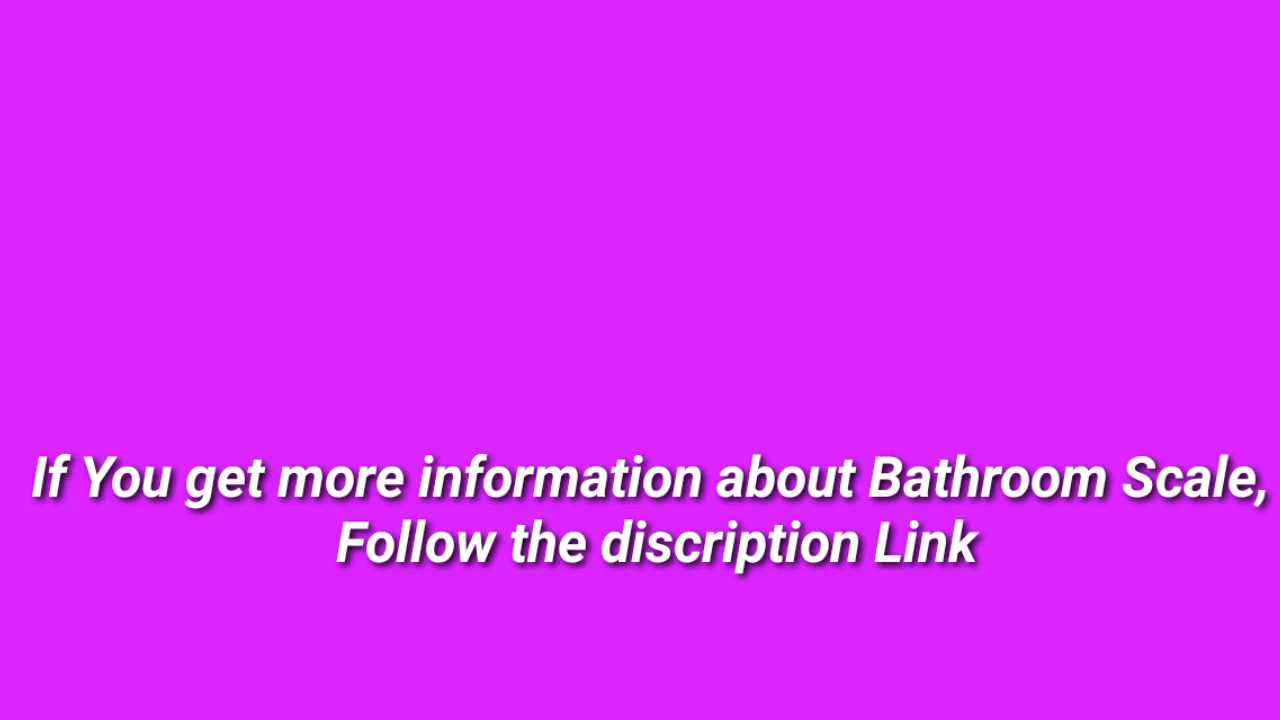 If You get more information about Bathroom Scale,
Follow the discription Link